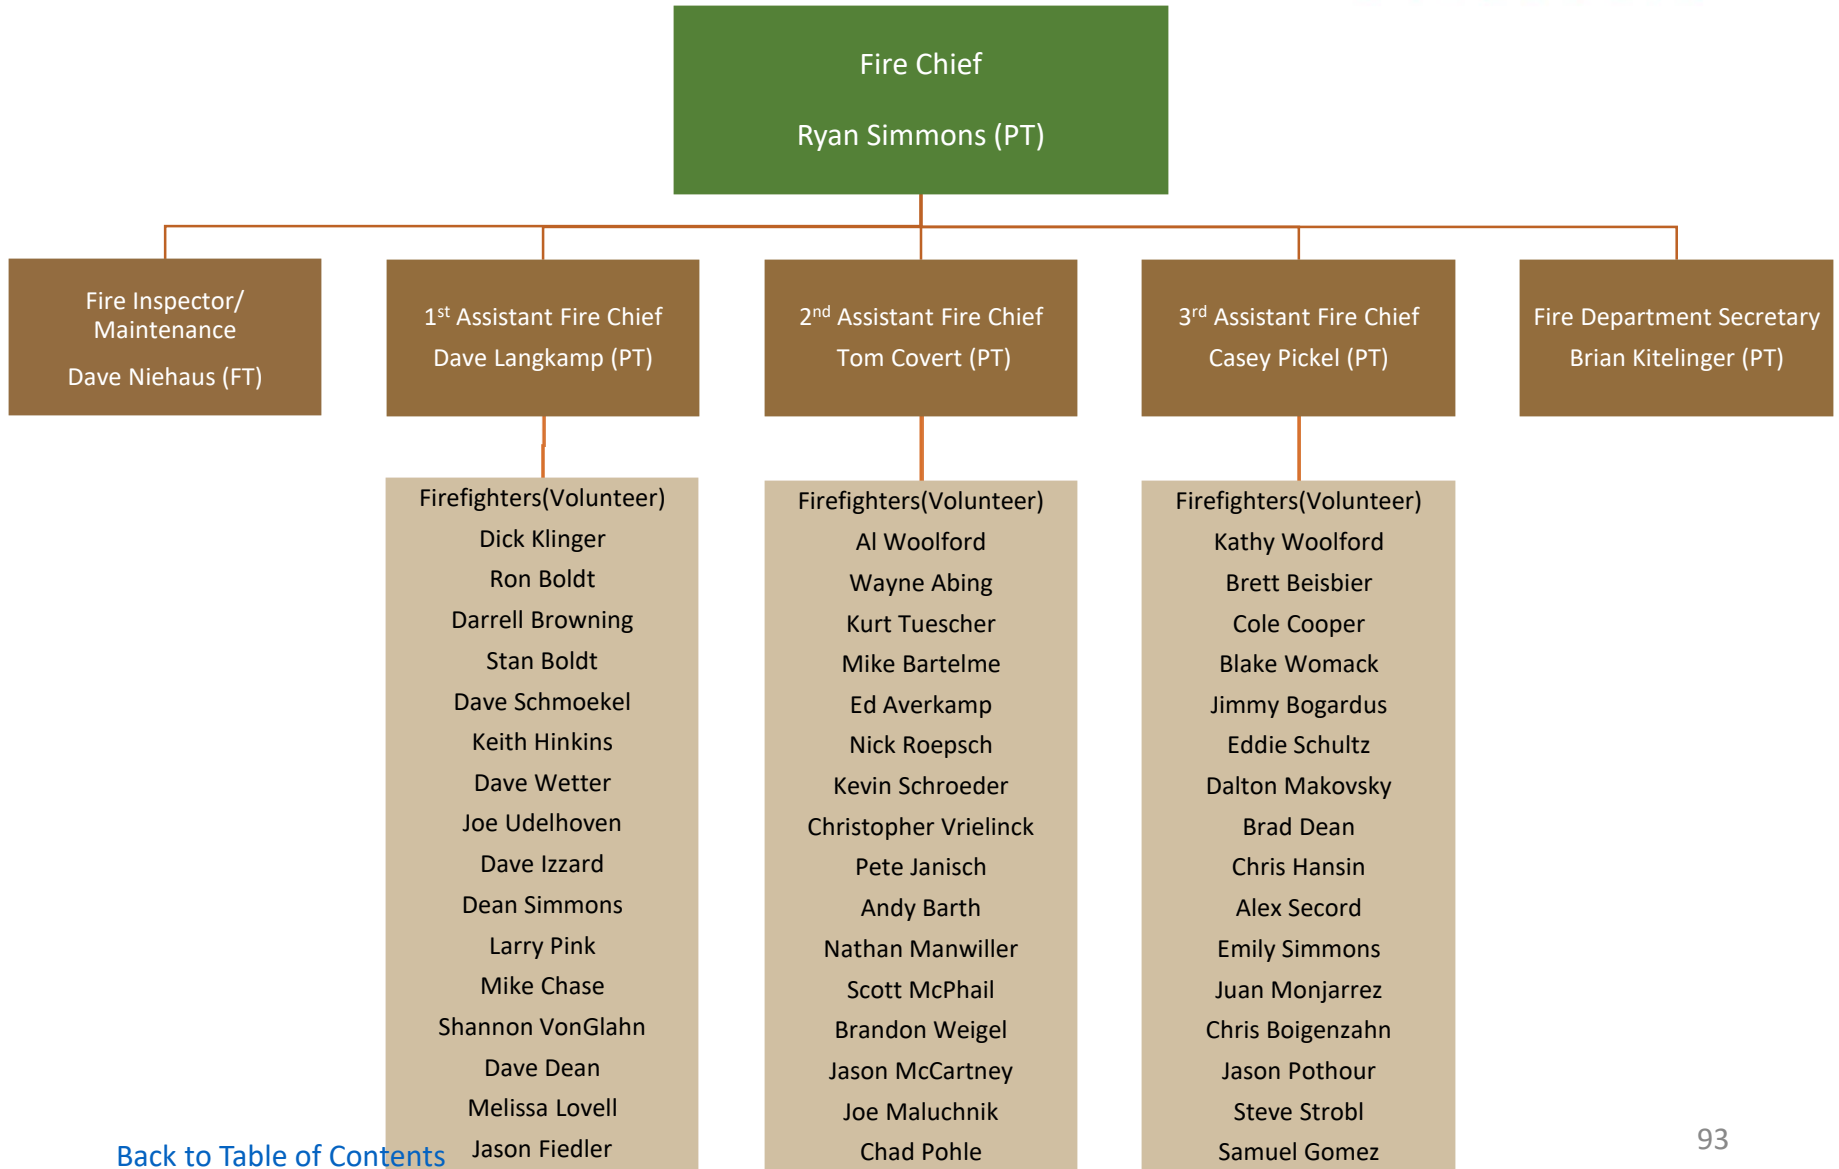 Fire Chief
Ryan Simmons (PT)
Fire Inspector/
Maintenance
Dave Niehaus (FT)
1st Assistant Fire Chief
Dave Langkamp (PT)
2nd Assistant Fire Chief
Tom Covert (PT)
3rd Assistant Fire Chief
Casey Pickel (PT)
Fire Department Secretary
Brian Kitelinger (PT)
Firefighters(Volunteer)
Dick Klinger
Ron Boldt
Darrell Browning
Stan Boldt
Dave Schmoekel
Keith Hinkins
Dave Wetter
Joe Udelhoven
Dave Izzard
Dean Simmons
Larry Pink
Mike Chase
Shannon VonGlahn
Dave Dean
Melissa Lovell
Jason Fiedler
Firefighters(Volunteer)
Al Woolford
Wayne Abing
Kurt Tuescher
Mike Bartelme
Ed Averkamp
Nick Roepsch
Kevin Schroeder
Christopher Vrielinck
Pete Janisch
Andy Barth
Nathan Manwiller
Scott McPhail
Brandon Weigel
Jason McCartney
Joe Maluchnik
Chad Pohle
Firefighters(Volunteer)
Kathy Woolford
Brett Beisbier
Cole Cooper
Blake Womack
Jimmy Bogardus
Eddie Schultz
Dalton Makovsky
Brad Dean
Chris Hansin
Alex Secord
Emily Simmons
Juan Monjarrez
Chris Boigenzahn
Jason Pothour
Steve Strobl
Samuel Gomez
Back to Table of Contents
93